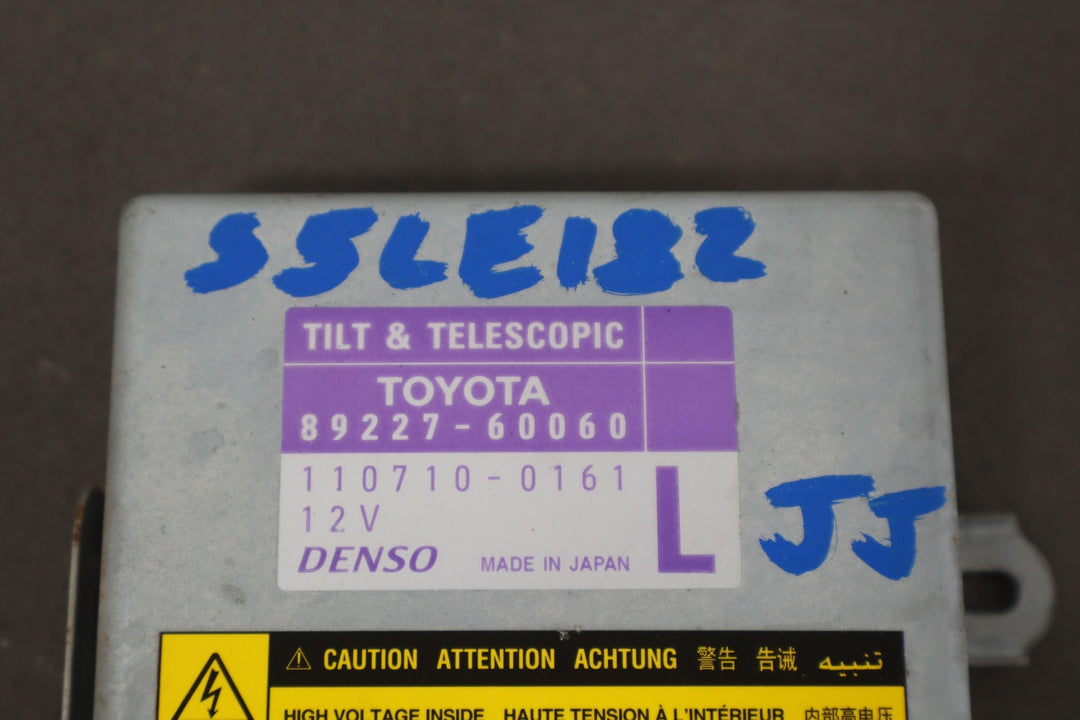 S5LE182
TILT & TELESCOPIC
TOYOTA
89227-60060
110710-0161
12V
L
DENSO MADE IN JAPAN
JJ
⚠ CAUTION ATTENTION ACHTUNG 警告 告诫 تنبيه
HIGH VOLTAGE INSIDE HAUTE TENSION À L'INTÉRIEUR 内部高电压